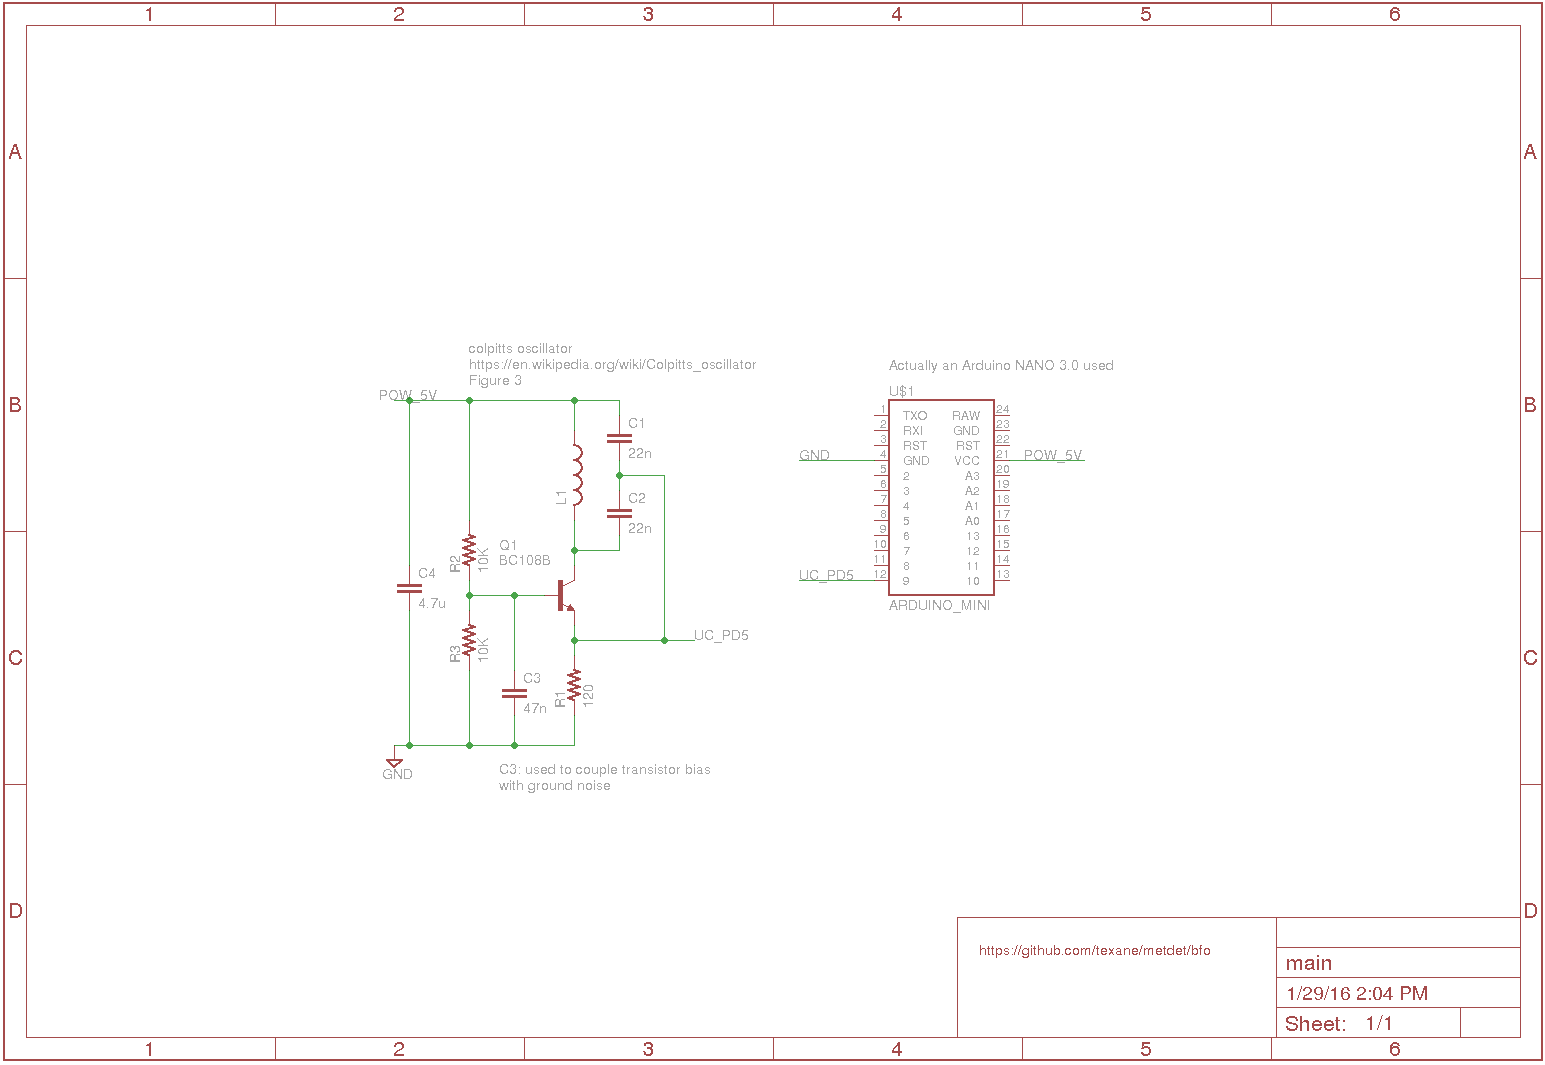 1 2 3 4 5 6
A A
B B
C C
D D
colpitts oscillator
https://en.wikipedia.org/wiki/Colpitts_oscillator
Figure 3
POW_5V
C1
22n
L1
C2
22n
R2
10K
Q1
BC108B
C4
4.7u
R3
10K
UC_PD5
C3
47n
R1
120
GND
C3: used to couple transistor bias
with ground noise
Actually an Arduino NANO 3.0 used
U$1
1 TXO RAW 24
2 RXI GND 23
3 RST RST 22
GND 4 GND VCC 21 POW_5V
5 2 A3 20
6 3 A2 19
7 4 A1 18
8 5 A0 17
9 6 13 16
10 7 12 15
11 8 11 14
UC_PD5 12 9 10 13
ARDUINO_MINI
https://github.com/texane/metdet/bfo
main
1/29/16 2:04 PM
Sheet: 1/1
1 2 3 4 5 6